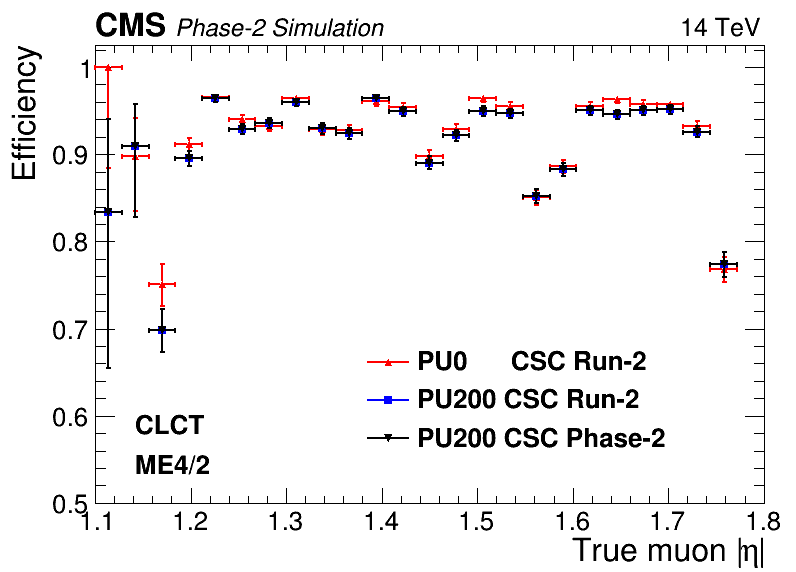 CMS Phase-2 Simulation 14 TeV
Efficiency
1
0.9
0.8
0.7
0.6
0.5
PU0 CSC Run-2
PU200 CSC Run-2
PU200 CSC Phase-2
CLCT
ME4/2
1.1 1.2 1.3 1.4 1.5 1.6 1.7 1.8
True muon |η|